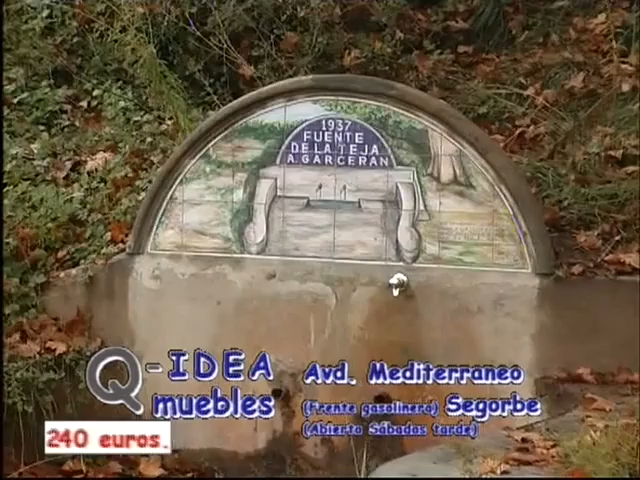 1937
FUENTE
DE LA TEJA
A. GARCERAN
Q-IDEA
muebles
Avd. Mediterraneo
(Frente gasolinera) Segorbe
(Abierto Sábados tarde)
240 euros.